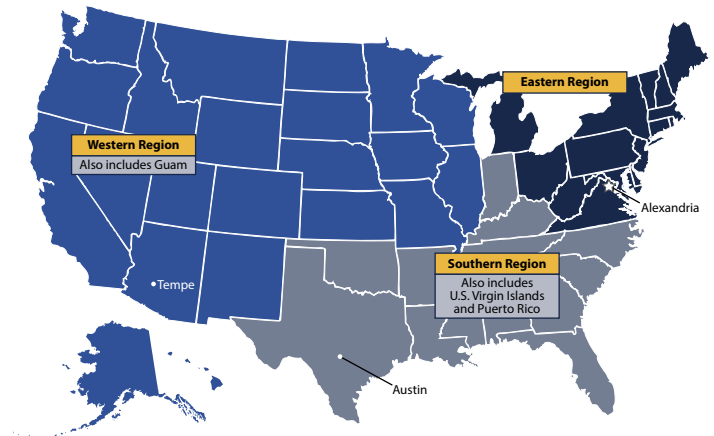 Eastern Region
Western Region
Also includes Guam
Alexandria
Southern Region
Also includes
U.S. Virgin Islands
and Puerto Rico
Tempe
Austin